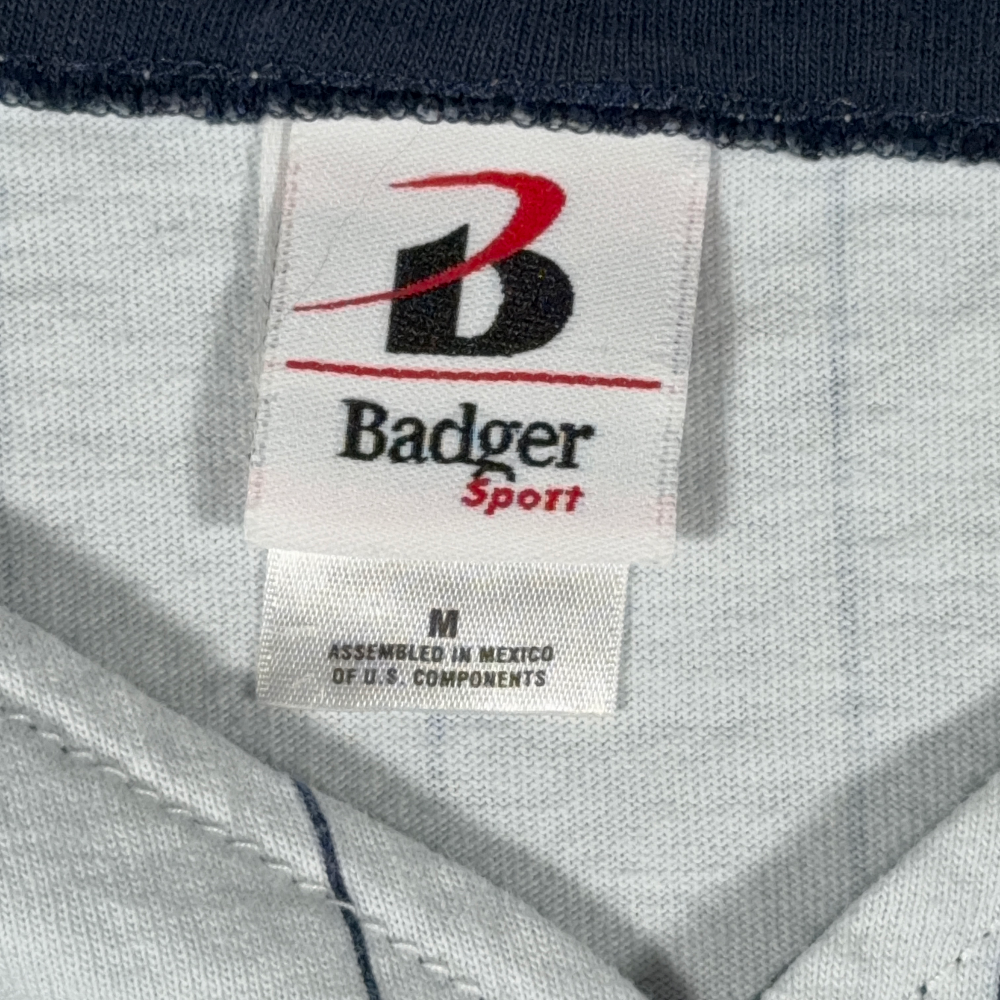 B
Badger
Sport
M
ASSEMBLED IN MEXICO
OF U.S. COMPONENTS